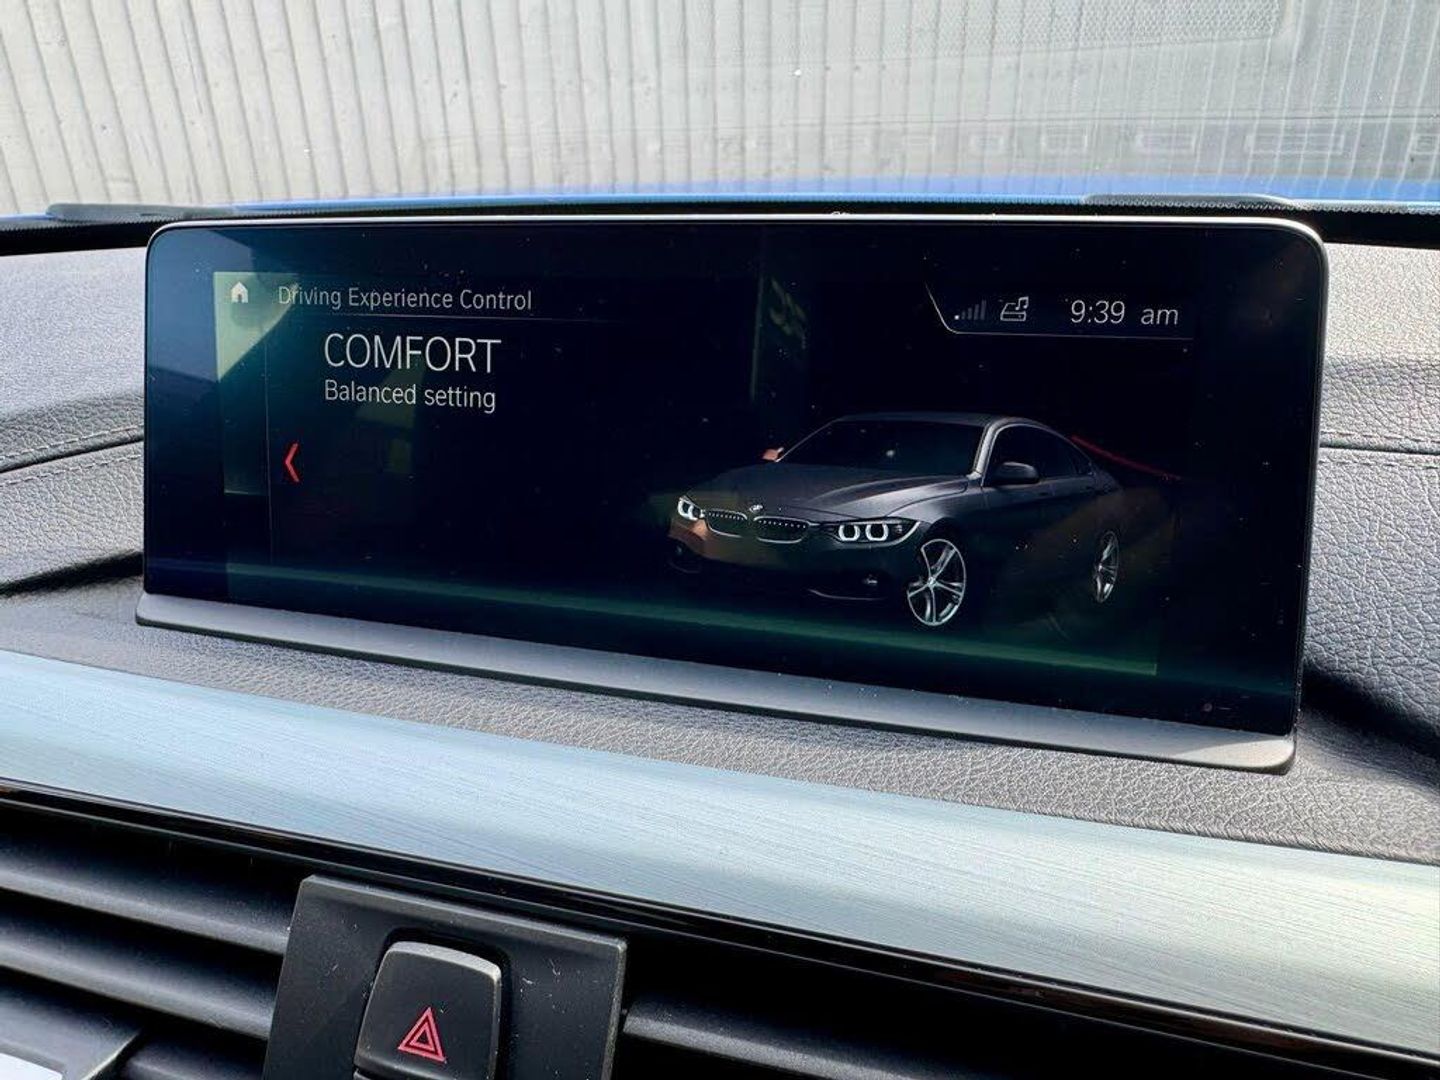 Driving Experience Control
9:39 am
COMFORT
Balanced setting